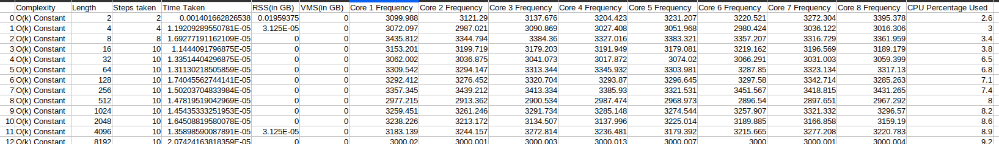 Complexity Length Steps taken Time Taken RSS(in GB) VMS(in GB) Core 1 Frequency Core 2 Frequency Core 3 Frequency Core 4 Frequency Core 5 Frequency Core 6 Frequency Core 7 Frequency Core 8 Frequency CPU Percentage Used
0 O(k) Constant 2 2 0.001401662826538 0.01959375 0 3099.988 3121.29 3137.676 3204.423 3231.207 3220.521 3272.304 3395.378 2.6
1 O(k) Constant 4 4 1.19209289550781E-05 3.125E-05 0 3072.097 2987.021 3090.869 3027.408 3051.968 2980.424 3036.122 3016.306 3
2 O(k) Constant 8 8 1.69277191162109E-05 0 0 3435.812 3344.794 3384.36 3327.016 3383.321 3357.207 3316.729 3361.959 3.4
3 O(k) Constant 16 10 1.1444091796875E-05 0 0 3153.201 3199.719 3179.203 3191.949 3179.081 3219.162 3196.569 3189.179 3.8
4 O(k) Constant 32 10 1.33514404296875E-05 0 0 3062.002 3036.875 3041.073 3017.872 3074.02 3066.291 3031.003 3059.399 6.5
5 O(k) Constant 64 10 1.31130218505859E-05 0 0 3309.542 3294.147 3313.344 3345.932 3303.981 3287.85 3323.134 3317.13 6.8
6 O(k) Constant 128 10 1.74045562744141E-05 0 0 3292.412 3276.452 3320.704 3293.87 3296.645 3297.58 3342.714 3285.263 7.1
7 O(k) Constant 256 10 1.50203704833984E-05 0 0 3357.345 3439.212 3413.334 3385.93 3321.531 3451.567 3418.815 3431.265 7.4
8 O(k) Constant 512 10 1.47819519042969E-05 0 0 2977.215 2913.362 2900.534 2987.474 2968.973 2896.54 2897.651 2967.292 8
9 O(k) Constant 1024 10 1.45435333251953E-05 0 0 3259.451 3261.246 3291.734 3285.148 3274.544 3257.907 3321.332 3296.57 8.2
10 O(k) Constant 2048 10 1.64508819580078E-05 0 0 3238.226 3213.172 3134.507 3137.996 3225.014 3189.885 3166.858 3159.19 8.6
11 O(k) Constant 4096 10 1.35898590087891E-05 3.125E-05 0 3183.139 3244.157 3272.814 3236.481 3179.392 3215.665 3277.208 3220.783 8.9
12 O(k) Constant 8192 10 2.07424163818359E-05 0 0 3000.02 3000.001 3000.003 3000.013 3000.007 3000 3000.001 3000.004 9.2